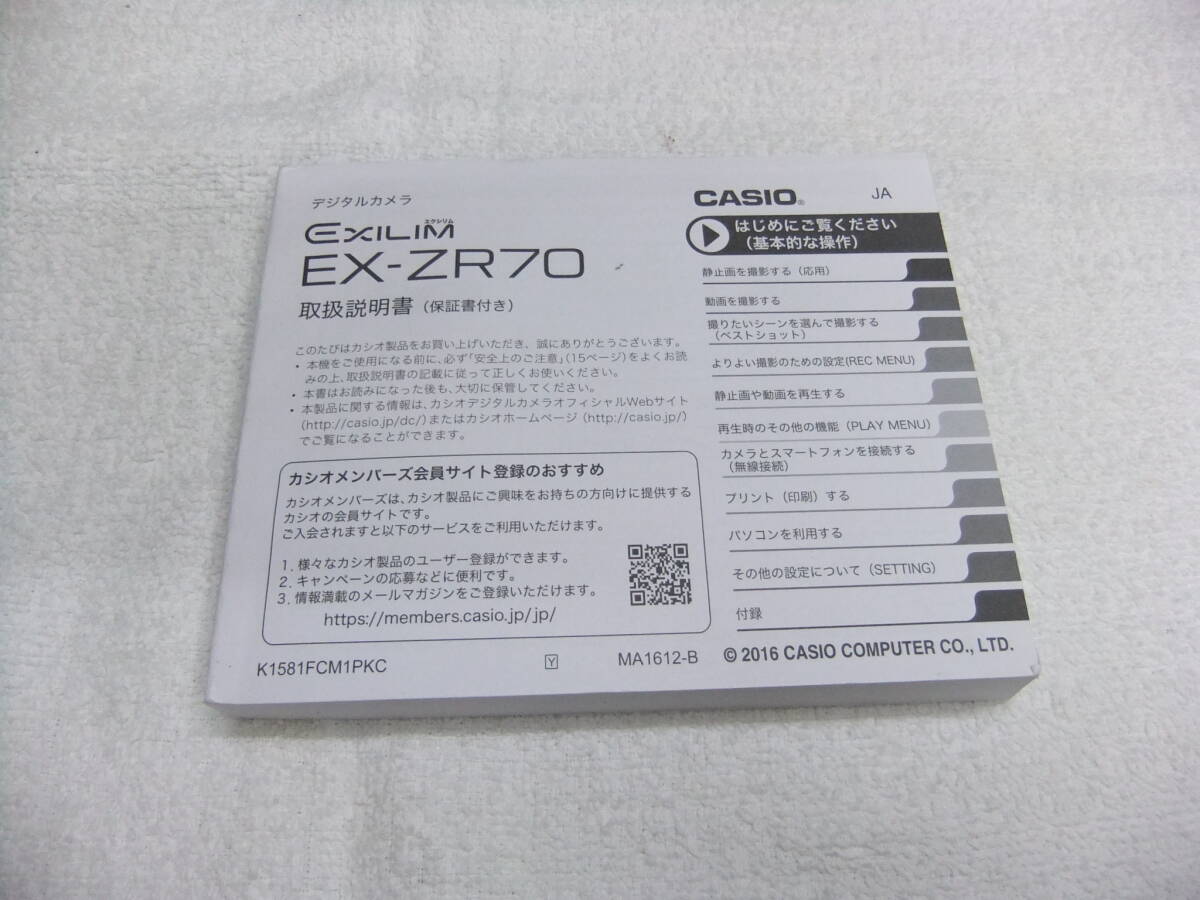 デジタルカメラ
エクシリム
EXILIM
EX-ZR70
取扱説明書（保証書付き）
このたびはカシオ製品をお買い上げいただき、誠にありがとうございます。
• 本機をご使用になる前に、必ず「安全上のご注意」（15ページ）をよくお読
みの上、取扱説明書の記載に従って正しくお使いください。
• 本書はお読みになった後も、大切に保管してください。
• 本製品に関する情報は、カシオデジタルカメラオフィシャルWebサイト
（http://casio.jp/dc/）またはカシオホームページ（http://casio.jp/）
でご覧になることができます。
カシオメンバーズ会員サイト登録のおすすめ
カシオメンバーズは、カシオ製品にご興味をお持ちの方向けに提供する
カシオの会員サイトです。
ご入会されますと以下のサービスをご利用いただけます。
1. 様々なカシオ製品のユーザー登録ができます。
2. キャンペーンの応募などに便利です。
3. 情報満載のメールマガジンをご登録いただけます。
https://members.casio.jp/jp/
K1581FCM1PKC
Y
MA1612-B
CASIO®
JA
はじめにご覧ください
（基本的な操作）
静止画を撮影する（応用）
動画を撮影する
撮りたいシーンを選んで撮影する
（ベストショット）
よりよい撮影のための設定(REC MENU)
静止画や動画を再生する
再生時のその他の機能（PLAY MENU）
カメラとスマートフォンを接続する
（無線接続）
プリント（印刷）する
パソコンを利用する
その他の設定について（SETTING）
付録
© 2016 CASIO COMPUTER CO., LTD.